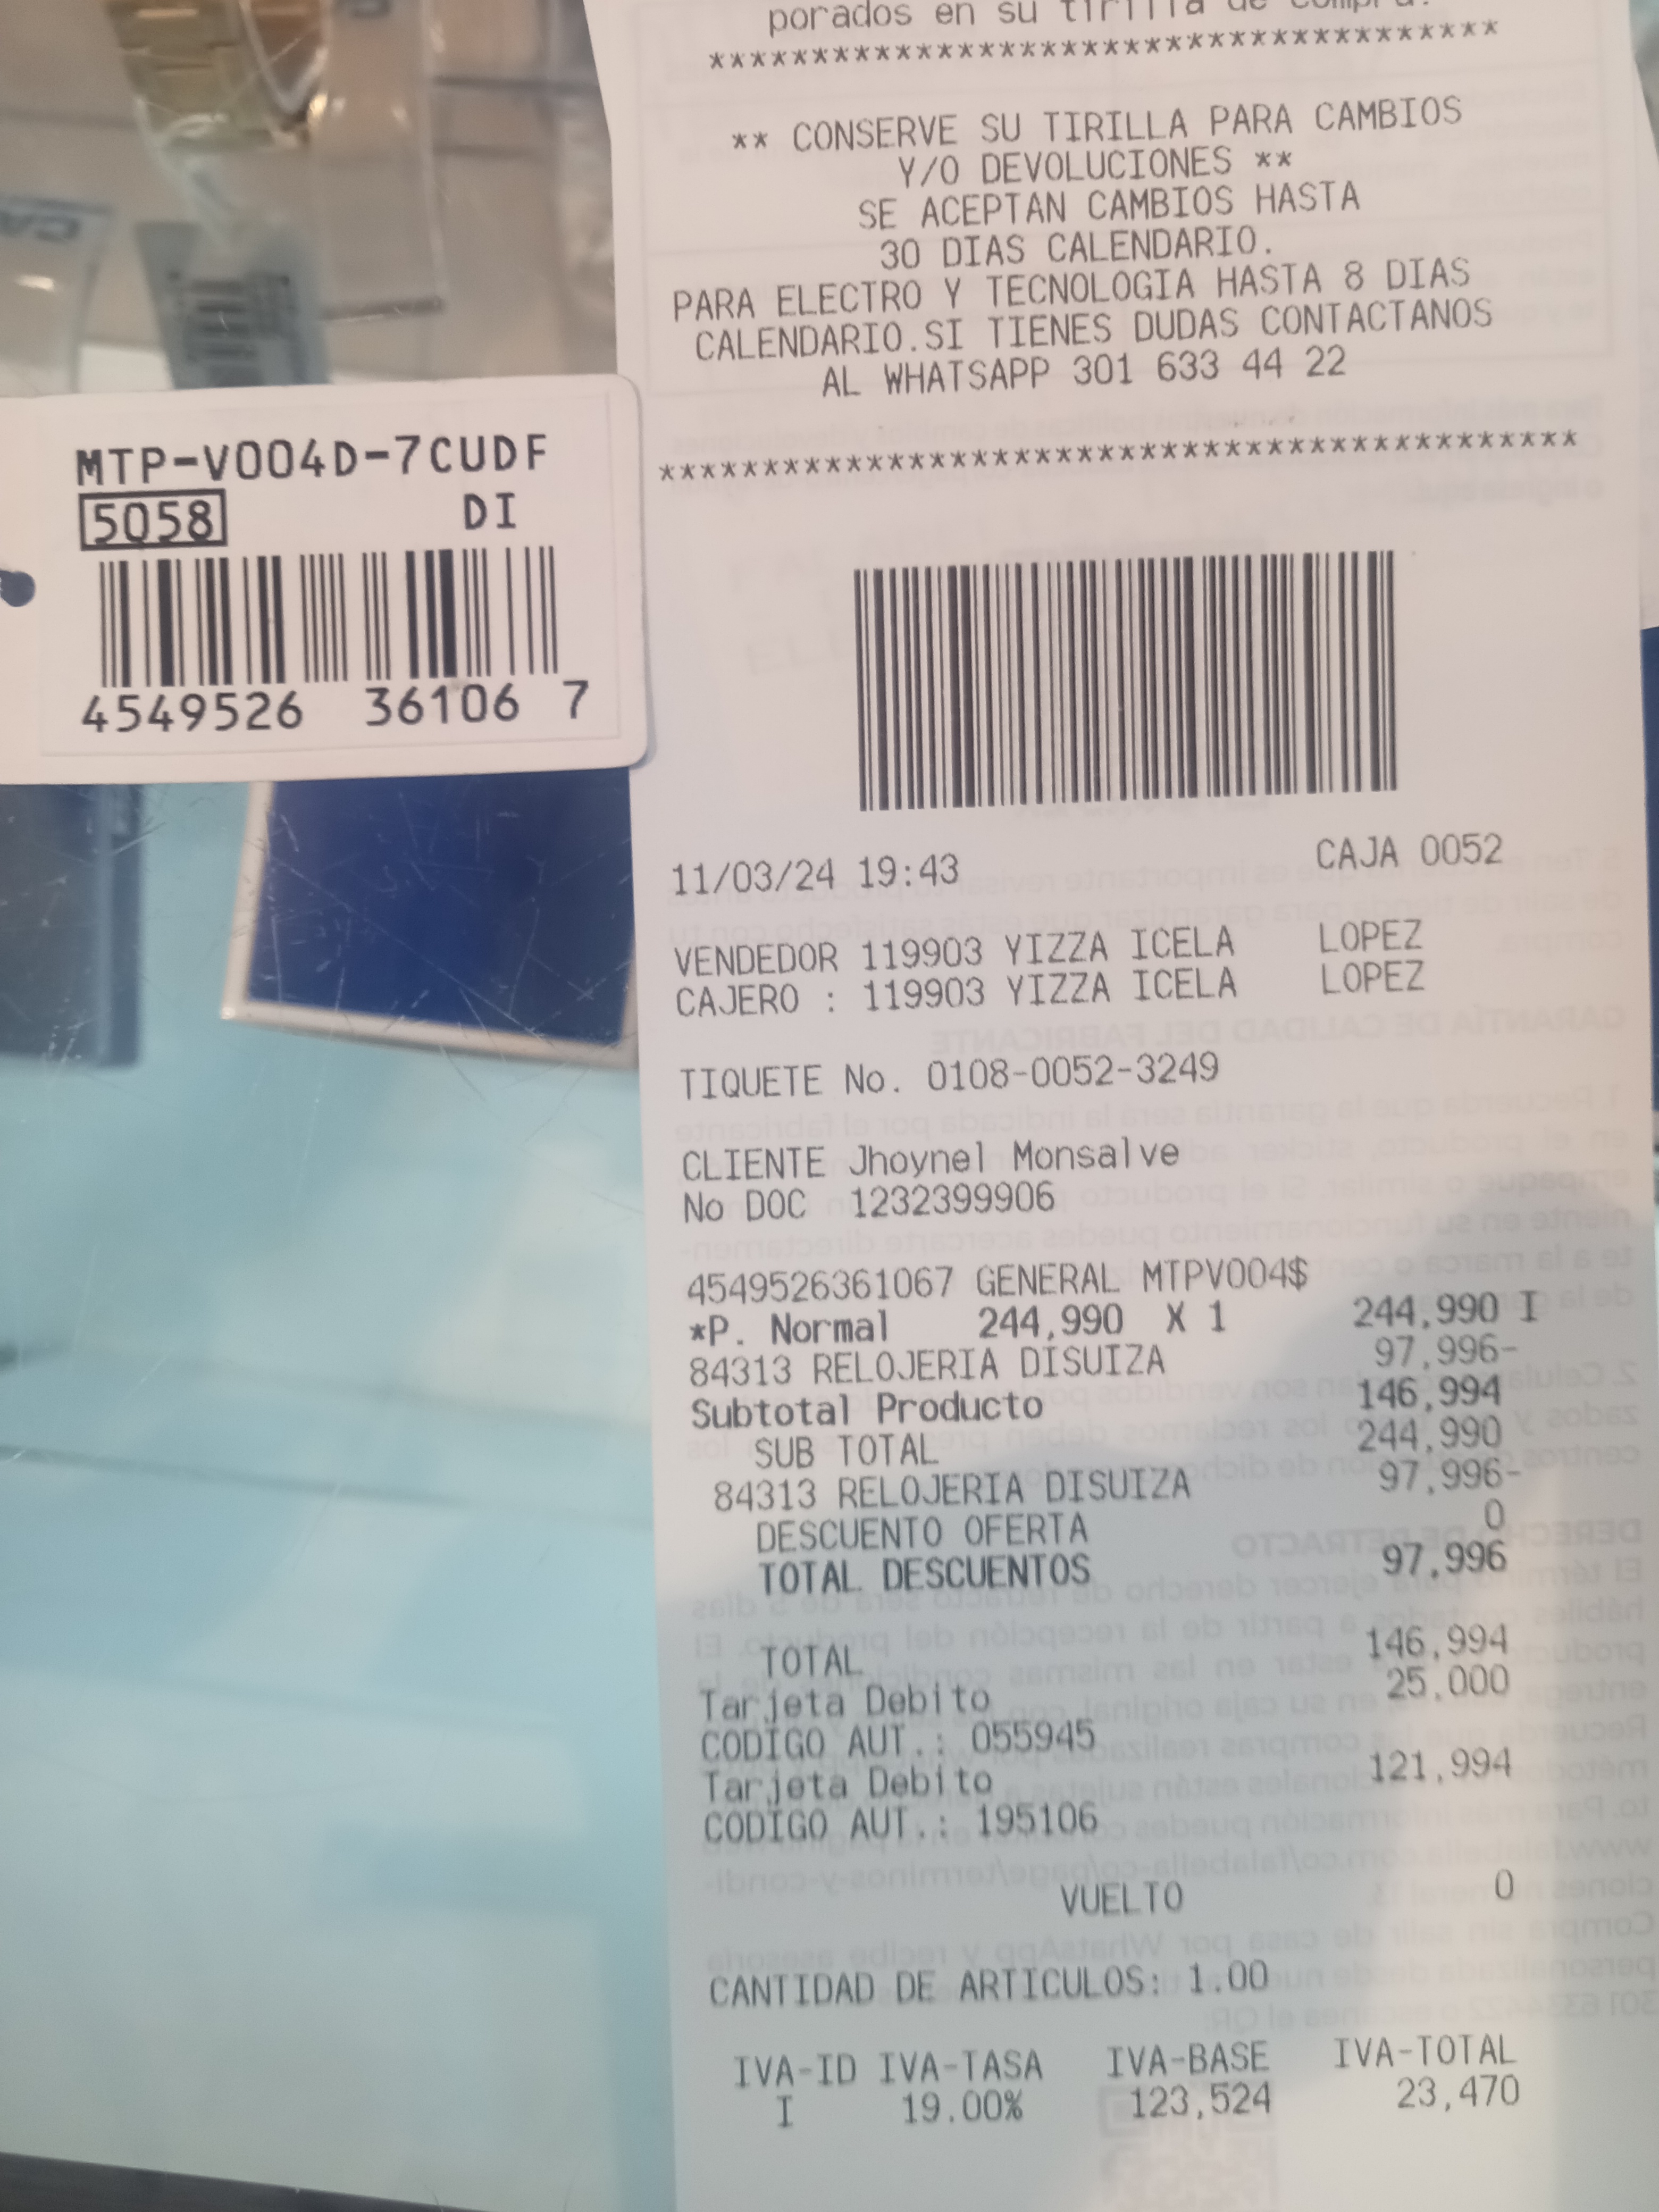 porados en su tirilla de compra.
**************************************
** CONSERVE SU TIRILLA PARA CAMBIOS
Y/O DEVOLUCIONES **
SE ACEPTAN CAMBIOS HASTA
30 DIAS CALENDARIO.
PARA ELECTRO Y TECNOLOGIA HASTA 8 DIAS
CALENDARIO.SI TIENES DUDAS CONTACTANOS
AL WHATSAPP 301 633 44 22
********************************************
MTP-V004D-7CUDF
5058 DI
4549526 36106 7
11/03/24 19:43 CAJA 0052
VENDEDOR 119903 YIZZA ICELA LOPEZ
CAJERO : 119903 YIZZA ICELA LOPEZ
TIQUETE No. 0108-0052-3249
CLIENTE Jhoynel Monsalve
No DOC 1232399906
4549526361067 GENERAL MTPV004$
*P. Normal 244,990 X 1 244,990 I
84313 RELOJERIA DISUIZA 97,996-
Subtotal Producto 146,994
SUB TOTAL 244,990
84313 RELOJERIA DISUIZA 97,996-
DESCUENTO OFERTA 0
TOTAL DESCUENTOS 97,996
TOTAL 146,994
Tarjeta Debito 25,000
CODIGO AUT.: 055945
Tarjeta Debito 121,994
CODIGO AUT.: 195106
VUELTO 0
CANTIDAD DE ARTICULOS: 1.00
IVA-ID IVA-TASA IVA-BASE IVA-TOTAL
I 19.00% 123,524 23,470